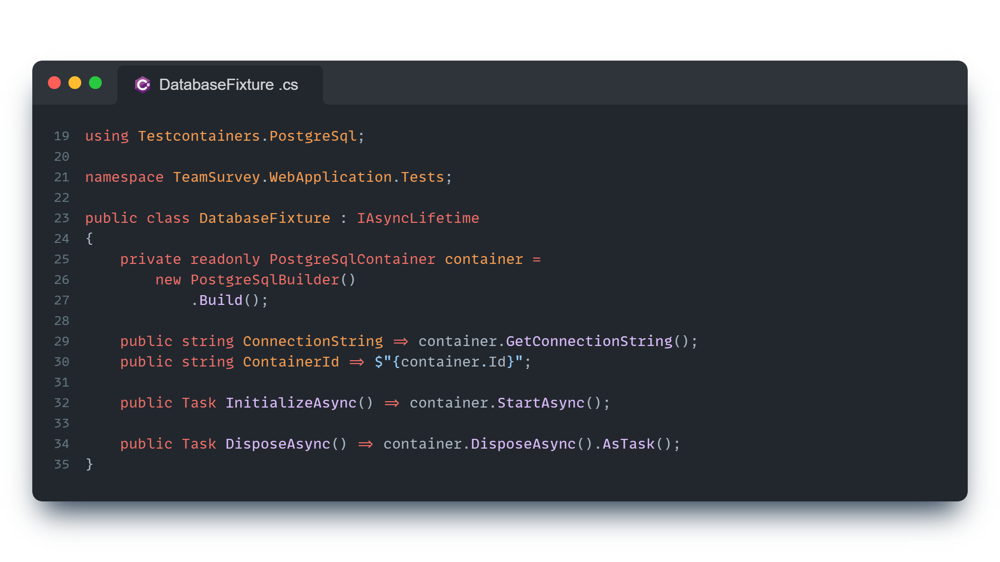 DatabaseFixture .cs
19 using Testcontainers.PostgreSql;
20
21 namespace TeamSurvey.WebApplication.Tests;
22
23 public class DatabaseFixture : IAsyncLifetime
24 {
25     private readonly PostgreSqlContainer container =
26         new PostgreSqlBuilder()
27             .Build();
28
29     public string ConnectionString => container.GetConnectionString();
30     public string ContainerId => $"{container.Id}";
31
32     public Task InitializeAsync() => container.StartAsync();
33
34     public Task DisposeAsync() => container.DisposeAsync().AsTask();
35 }